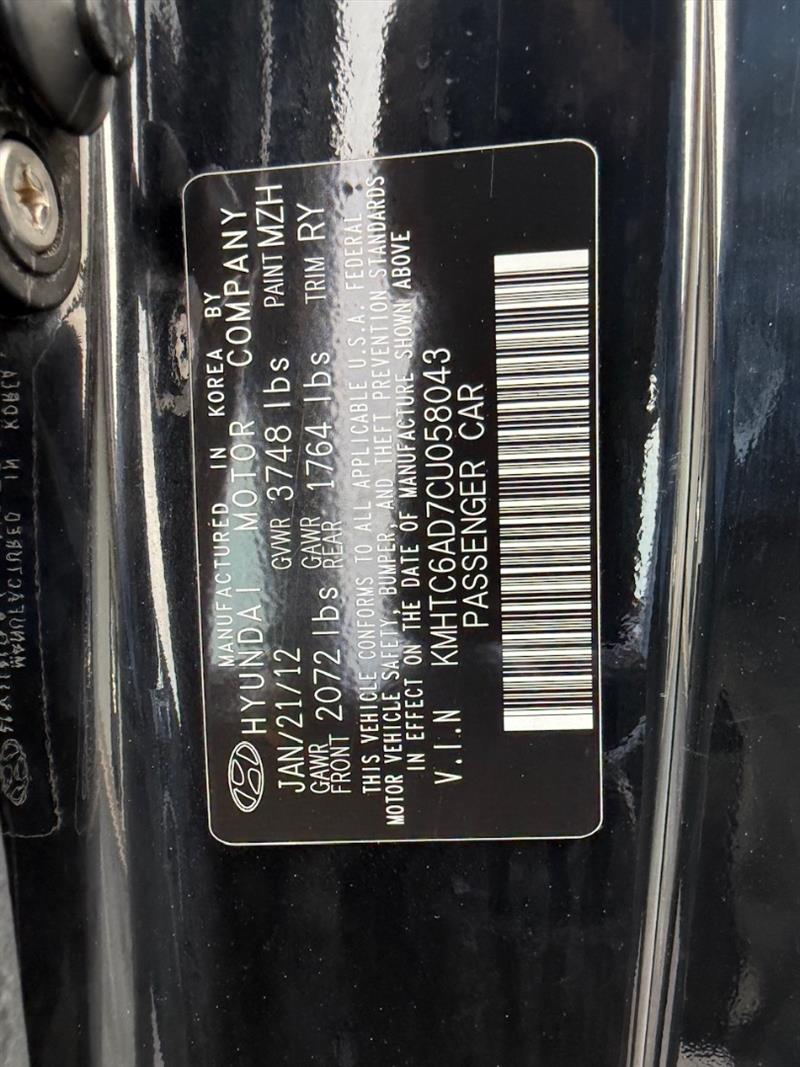 MANUFACTURED IN KOREA BY
HYUNDAI MOTOR COMPANY
JAN/21/12 GVWR 3748 lbs PAINT MZH
GAWR FRONT 2072 lbs GAWR REAR 1764 lbs TRIM RY
THIS VEHICLE CONFORMS TO ALL APPLICABLE U.S.A. FEDERAL
MOTOR VEHICLE SAFETY, BUMPER, AND THEFT PREVENTION STANDARDS
IN EFFECT ON THE DATE OF MANUFACTURE SHOWN ABOVE
V.I.N KMHTC6AD7CU058043
PASSENGER CAR